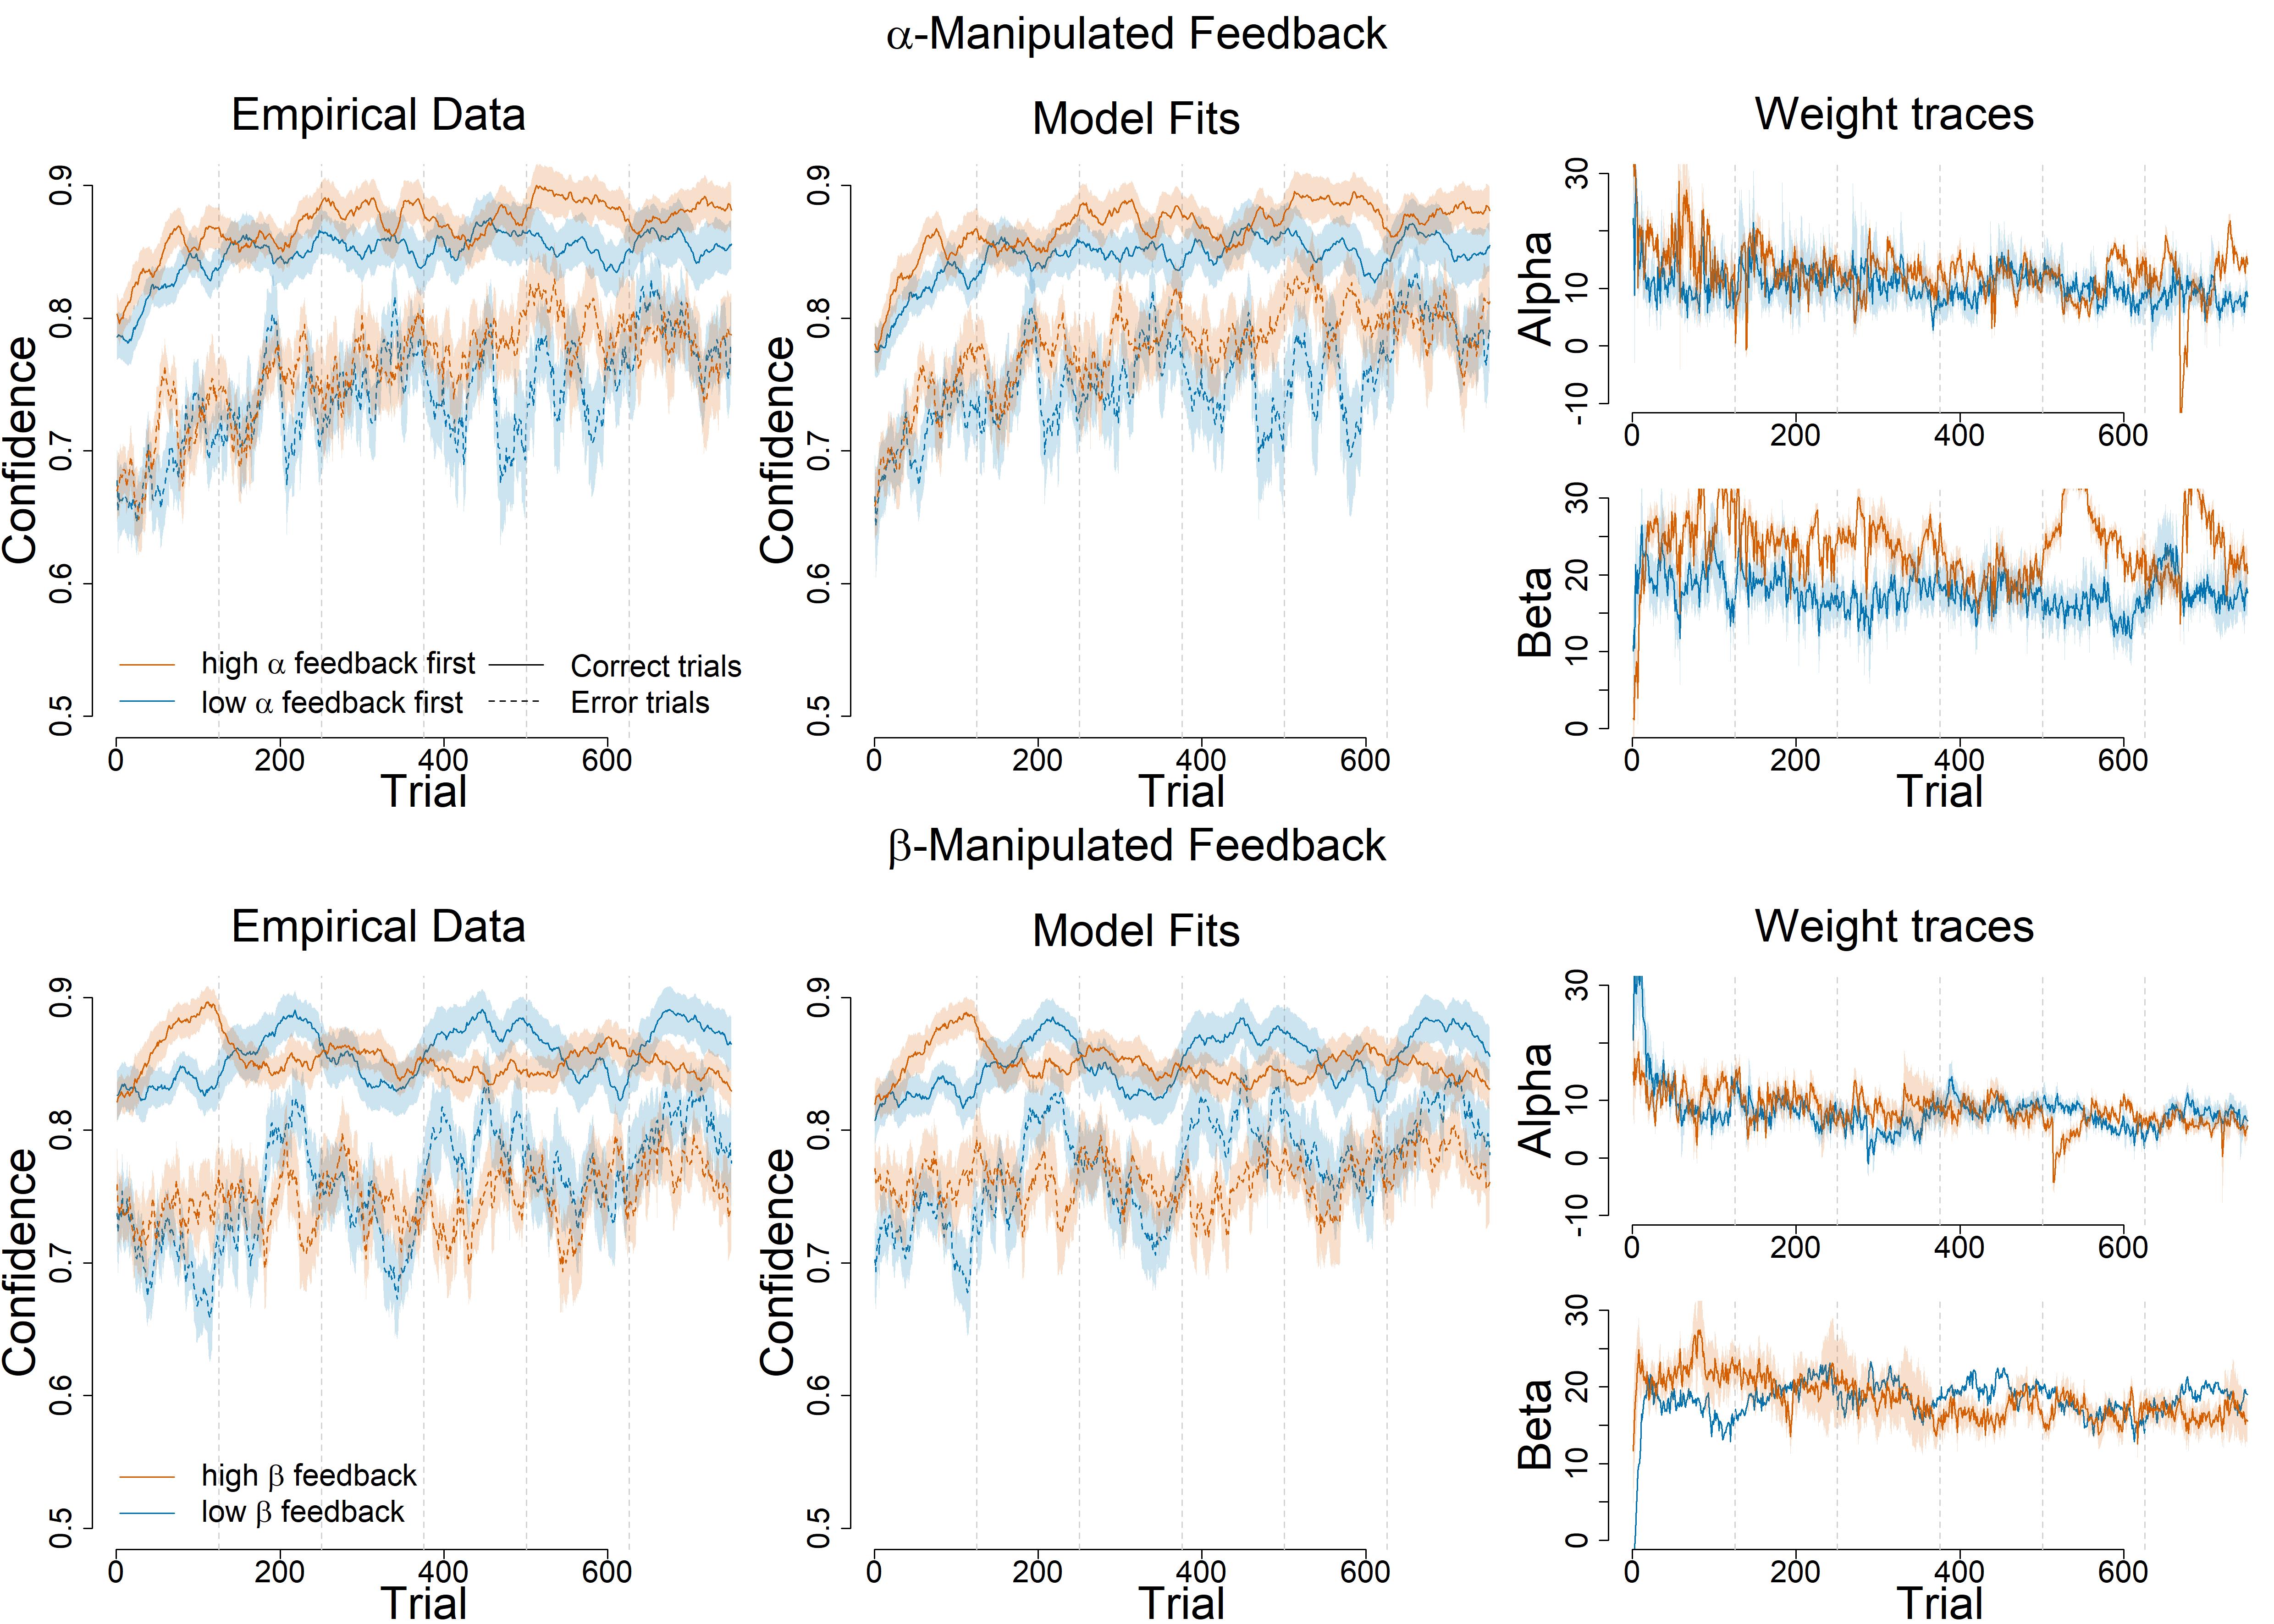 α-Manipulated Feedback
Empirical Data
Model Fits
Weight traces
Confidence
0.5 0.6 0.7 0.8 0.9
high α feedback first
low α feedback first
Correct trials
Error trials
0 200 400 600
Trial
Confidence
0.5 0.6 0.7 0.8 0.9
0 200 400 600
Trial
Alpha
-10 0 10 30
0 200 400 600
Beta
0 10 20 30
0 200 400 600
Trial
β-Manipulated Feedback
Empirical Data
Model Fits
Weight traces
Confidence
0.5 0.6 0.7 0.8 0.9
high β feedback
low β feedback
0 200 400 600
Trial
Confidence
0.5 0.6 0.7 0.8 0.9
0 200 400 600
Trial
Alpha
-10 0 10 30
0 200 400 600
Beta
0 10 20 30
0 200 400 600
Trial